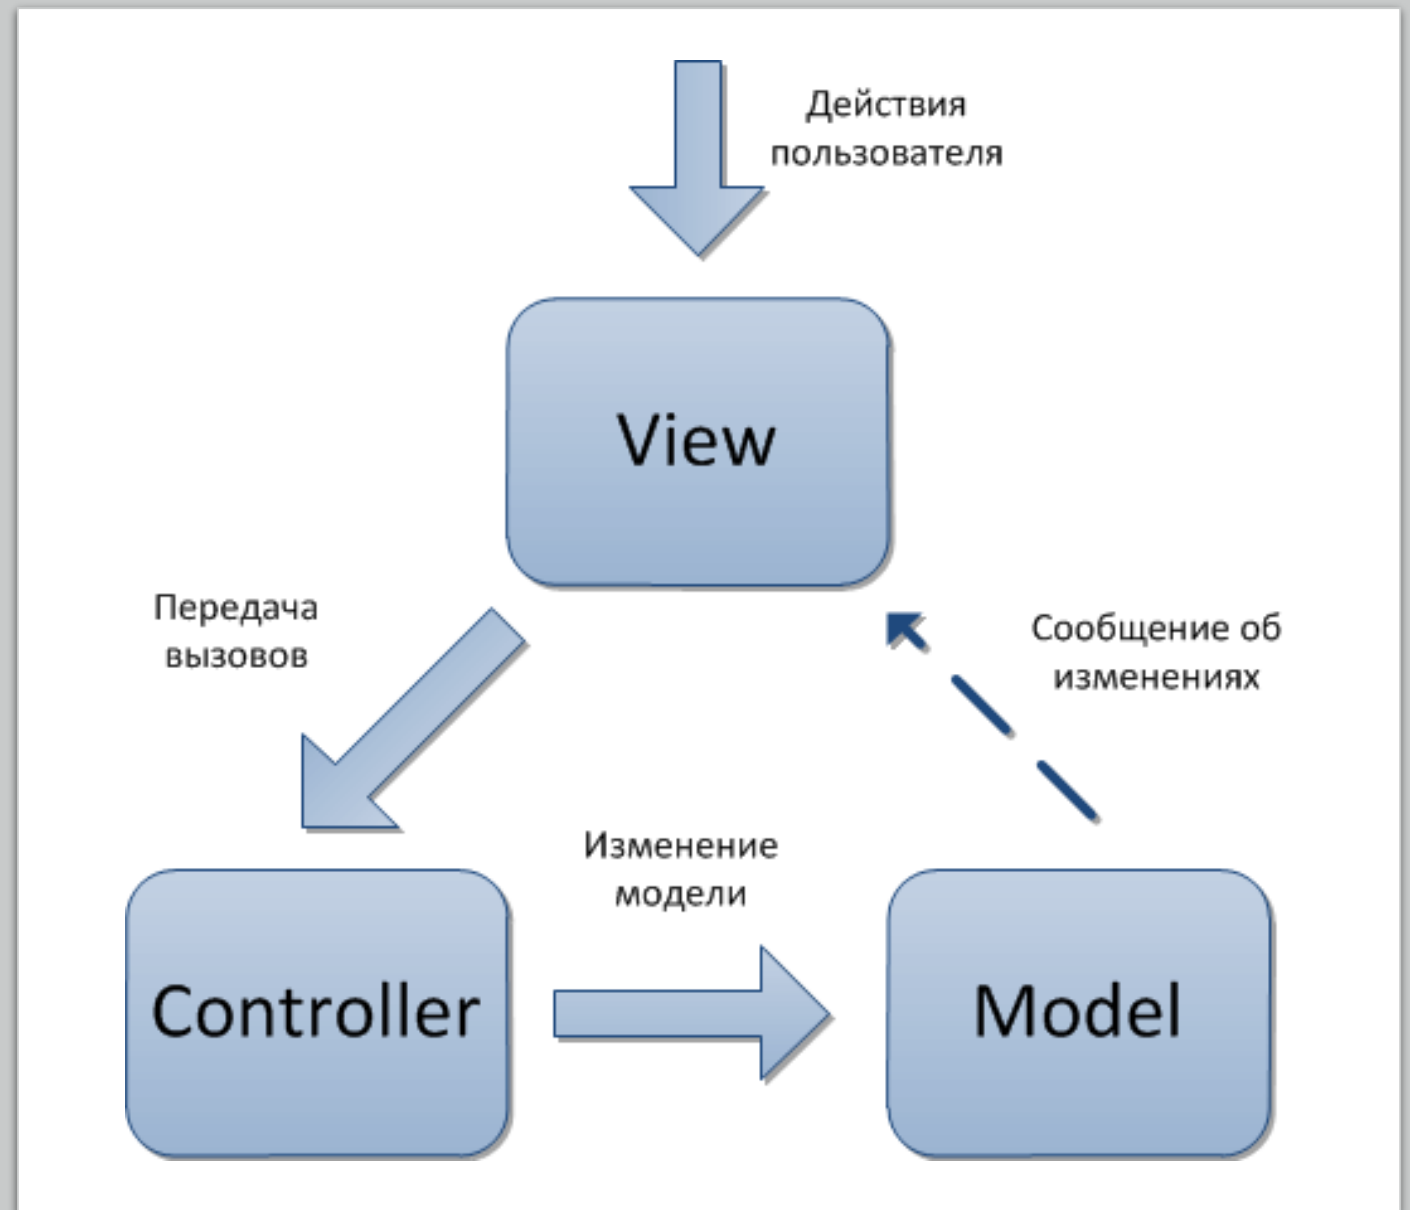 Действия
пользователя
View
Передача
вызовов
Сообщение об
изменениях
Изменение
модели
Controller
Model